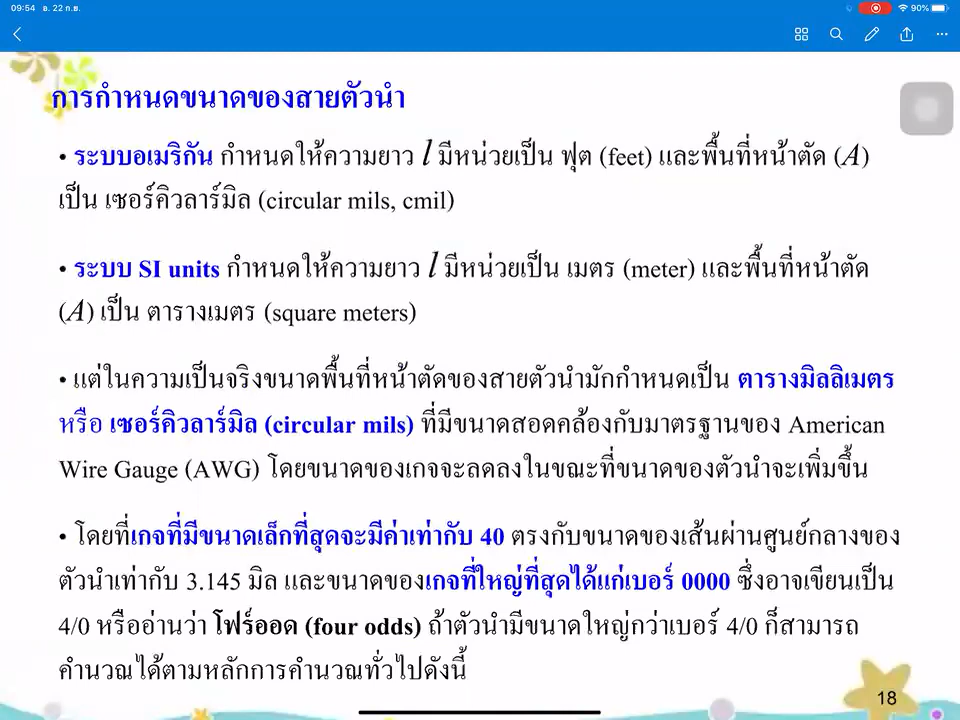 09:54 อ. 22 ก.ย. 90%
การกำหนดขนาดของสายตัวนำ
• ระบบอเมริกัน กำหนดให้ความยาว l มีหน่วยเป็น ฟุต (feet) และพื้นที่หน้าตัด (A)
เป็น เซอร์คิวลาร์มิล (circular mils, cmil)
• ระบบ SI units กำหนดให้ความยาว l มีหน่วยเป็น เมตร (meter) และพื้นที่หน้าตัด
(A) เป็น ตารางเมตร (square meters)
• แต่ในความเป็นจริงขนาดพื้นที่หน้าตัดของสายตัวนำมักกำหนดเป็น ตารางมิลลิเมตร
หรือ เซอร์คิวลาร์มิล (circular mils) ที่มีขนาดสอดคล้องกับมาตรฐานของ American
Wire Gauge (AWG) โดยขนาดของเกจจะลดลงในขณะที่ขนาดของตัวนำจะเพิ่มขึ้น
• โดยที่เกจที่มีขนาดเล็กที่สุดจะมีค่าเท่ากับ 40 ตรงกับขนาดของเส้นผ่านศูนย์กลางของ
ตัวนำเท่ากับ 3.145 มิล และขนาดของเกจที่ใหญ่ที่สุดได้แก่เบอร์ 0000 ซึ่งอาจเขียนเป็น
4/0 หรืออ่านว่า โฟร์ออด (four odds) ถ้าตัวนำมีขนาดใหญ่กว่าเบอร์ 4/0 ก็สามารถ
คำนวณได้ตามหลักการคำนวณทั่วไปดังนี้
18